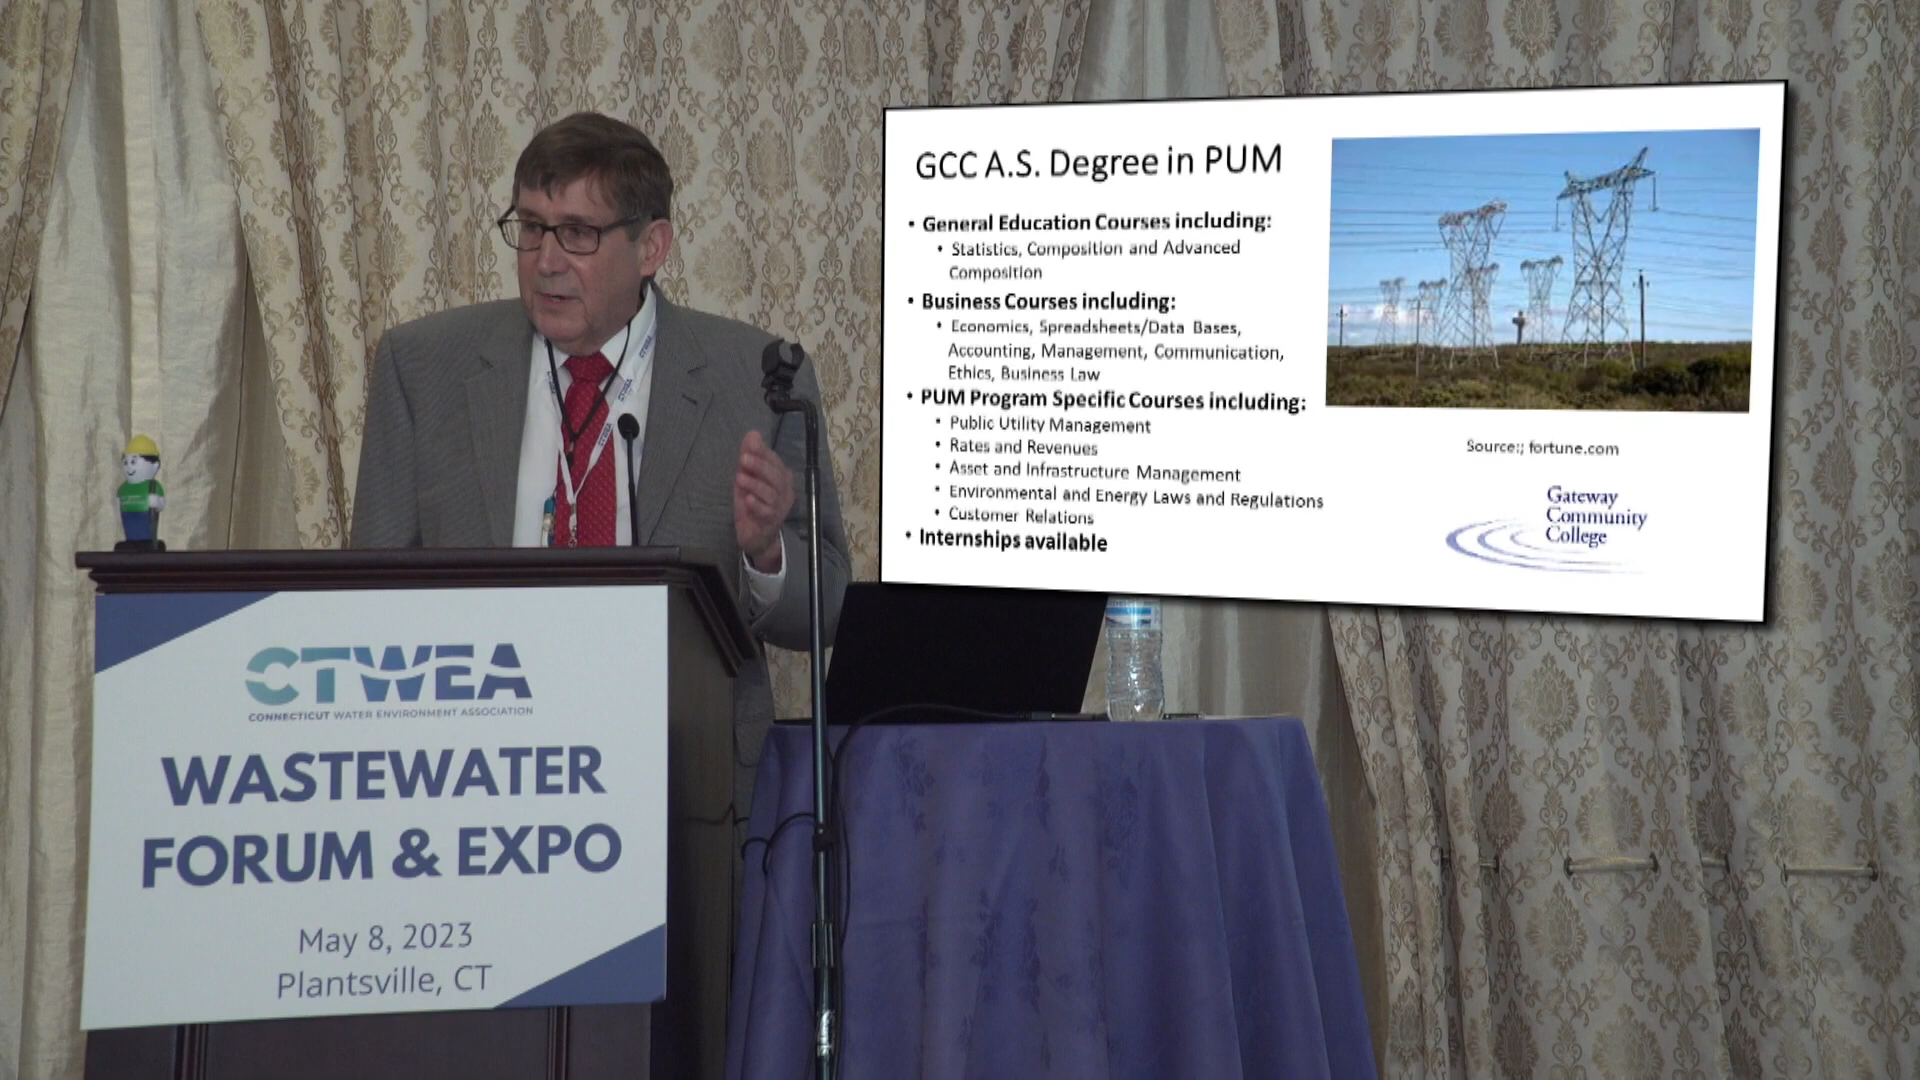 GCC A.S. Degree in PUM
• General Education Courses including:
• Statistics, Composition and Advanced
Composition
• Business Courses including:
• Economics, Spreadsheets/Data Bases,
Accounting, Management, Communication,
Ethics, Business Law
• PUM Program Specific Courses including:
• Public Utility Management
• Rates and Revenues
• Asset and Infrastructure Management
• Environmental and Energy Laws and Regulations
• Customer Relations
• Internships available
Source:; fortune.com
Gateway
Community
College
CTWEA
CONNECTICUT WATER ENVIRONMENT ASSOCIATION
WASTEWATER
FORUM & EXPO
May 8, 2023
Plantsville, CT
CTWEA
CTWEA
CTWEA